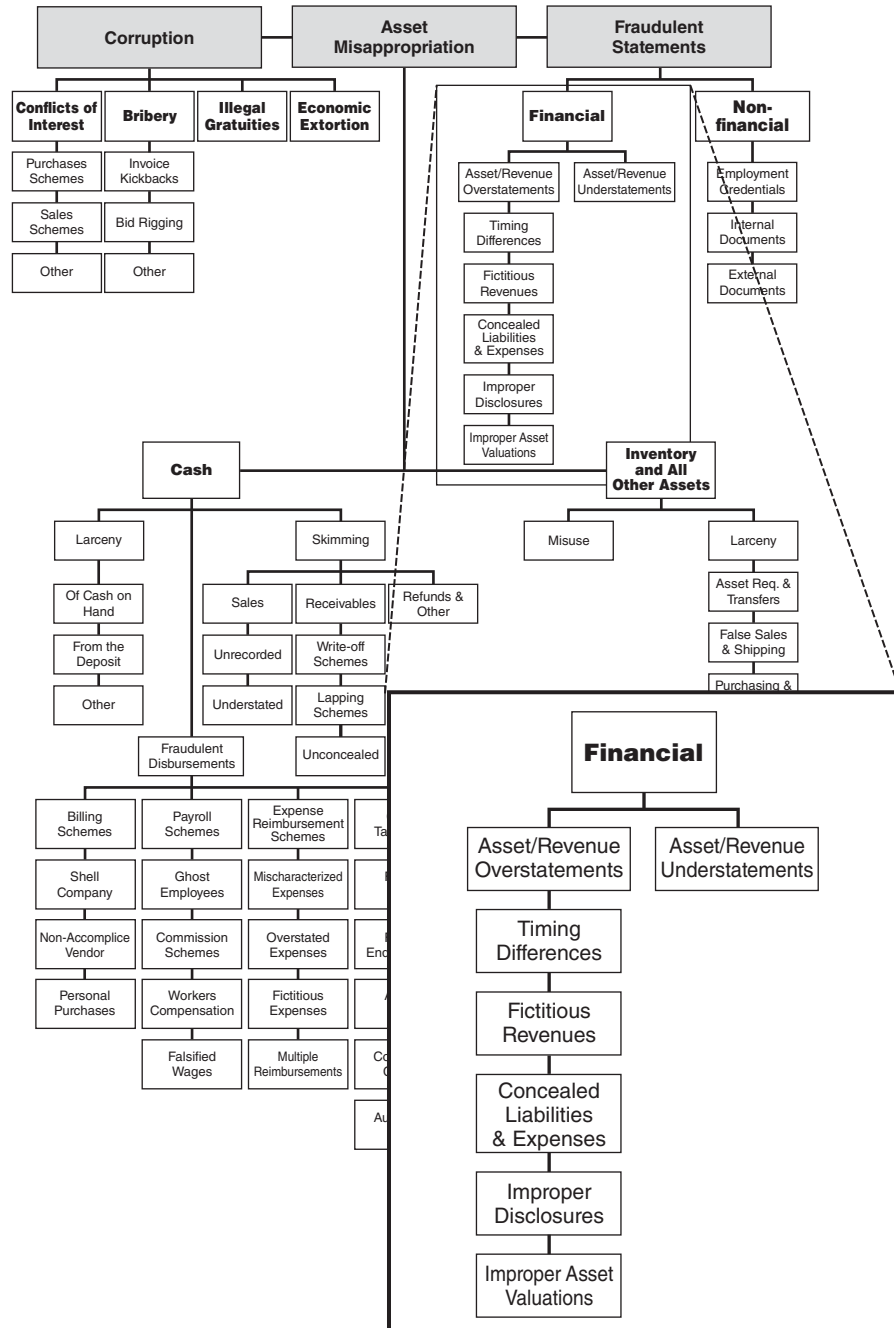 Corruption
Asset
Misappropriation
Fraudulent
Statements
Conflicts of
Interest
Bribery
Illegal
Gratuities
Economic
Extortion
Purchases
Schemes
Sales
Schemes
Other
Invoice
Kickbacks
Bid Rigging
Other
Financial
Non-
financial
Asset/Revenue
Overstatements
Asset/Revenue
Understatements
Timing
Differences
Fictitious
Revenues
Concealed
Liabilities
& Expenses
Improper
Disclosures
Improper Asset
Valuations
Employment
Credentials
Internal
Documents
External
Documents
Cash
Inventory
and All
Other Assets
Larceny
Skimming
Misuse
Larceny
Of Cash on
Hand
From the
Deposit
Other
Sales
Unrecorded
Understated
Receivables
Write-off
Schemes
Lapping
Schemes
Unconcealed
Refunds &
Other
Asset Req. &
Transfers
False Sales
& Shipping
Purchasing &
Fraudulent
Disbursements
Billing
Schemes
Shell
Company
Non-Accomplice
Vendor
Personal
Purchases
Payroll
Schemes
Ghost
Employees
Commission
Schemes
Workers
Compensation
Falsified
Wages
Expense
Reimbursement
Schemes
Mischaracterized
Expenses
Overstated
Expenses
Fictitious
Expenses
Multiple
Reimbursements
Financial
Asset/Revenue
Overstatements
Asset/Revenue
Understatements
Timing
Differences
Fictitious
Revenues
Concealed
Liabilities
& Expenses
Improper
Disclosures
Improper Asset
Valuations